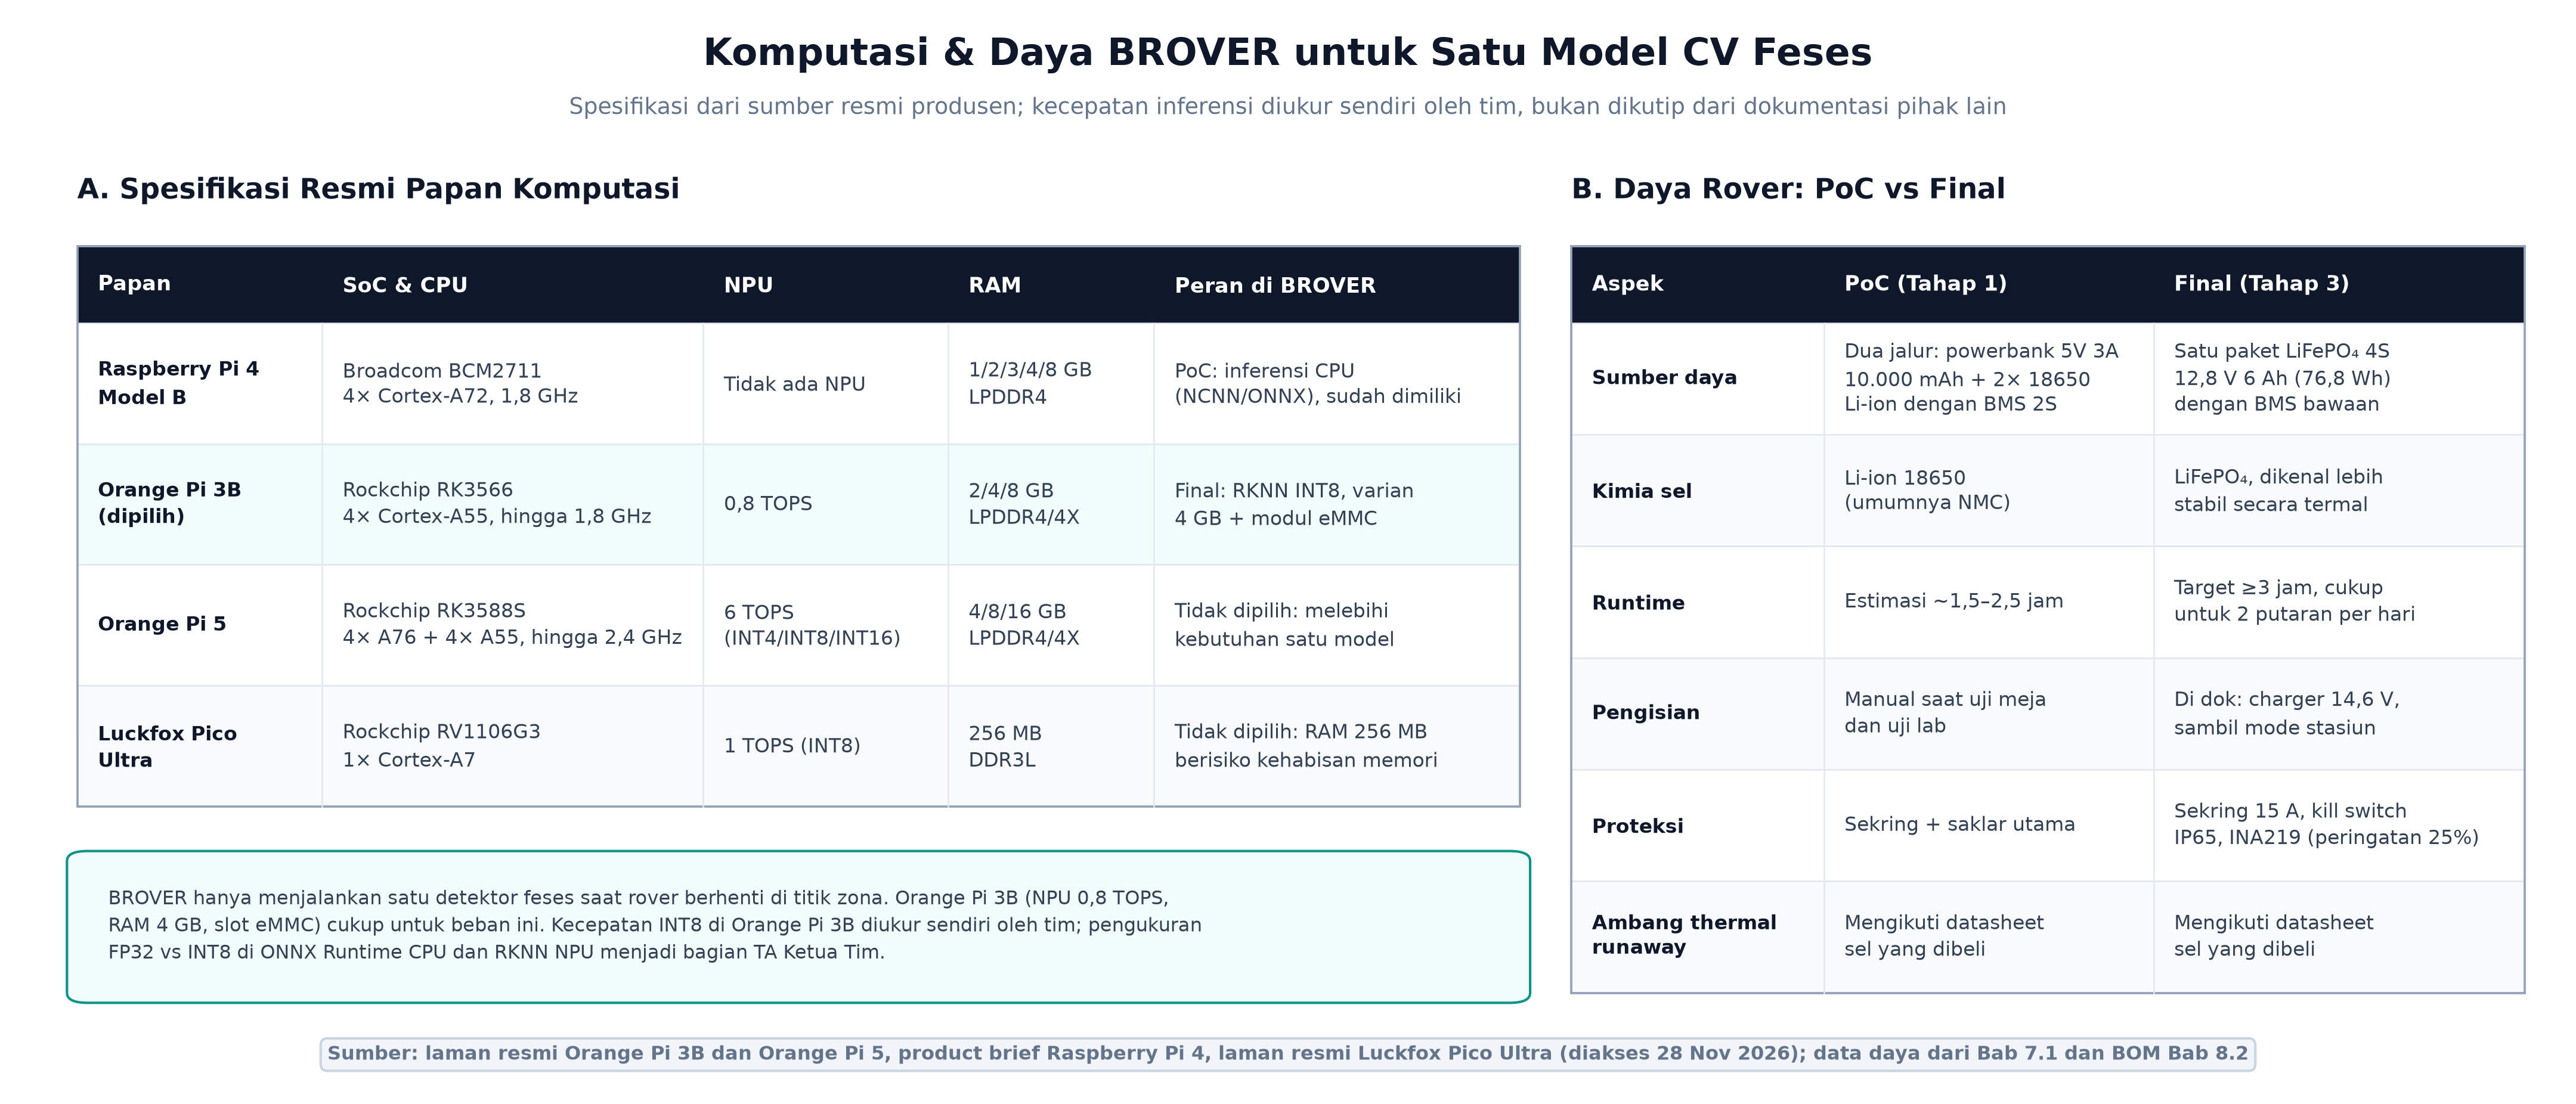 Komputasi & Daya BROVER untuk Satu Model CV Feses
Spesifikasi dari sumber resmi produsen; kecepatan inferensi diukur sendiri oleh tim, bukan dikutip dari dokumentasi pihak lain
A. Spesifikasi Resmi Papan Komputasi
Papan
SoC & CPU
NPU
RAM
Peran di BROVER
Raspberry Pi 4
Model B
Broadcom BCM2711
4× Cortex-A72, 1,8 GHz
Tidak ada NPU
1/2/3/4/8 GB
LPDDR4
PoC: inferensi CPU
(NCNN/ONNX), sudah dimiliki
Orange Pi 3B
(dipilih)
Rockchip RK3566
4× Cortex-A55, hingga 1,8 GHz
0,8 TOPS
2/4/8 GB
LPDDR4/4X
Final: RKNN INT8, varian
4 GB + modul eMMC
Orange Pi 5
Rockchip RK3588S
4× A76 + 4× A55, hingga 2,4 GHz
6 TOPS
(INT4/INT8/INT16)
4/8/16 GB
LPDDR4/4X
Tidak dipilih: melebihi
kebutuhan satu model
Luckfox Pico
Ultra
Rockchip RV1106G3
1× Cortex-A7
1 TOPS (INT8)
256 MB
DDR3L
Tidak dipilih: RAM 256 MB
berisiko kehabisan memori
BROVER hanya menjalankan satu detektor feses saat rover berhenti di titik zona. Orange Pi 3B (NPU 0,8 TOPS,
RAM 4 GB, slot eMMC) cukup untuk beban ini. Kecepatan INT8 di Orange Pi 3B diukur sendiri oleh tim; pengukuran
FP32 vs INT8 di ONNX Runtime CPU dan RKNN NPU menjadi bagian TA Ketua Tim.
B. Daya Rover: PoC vs Final
Aspek
PoC (Tahap 1)
Final (Tahap 3)
Sumber daya
Dua jalur: powerbank 5V 3A
10.000 mAh + 2× 18650
Li-ion dengan BMS 2S
Satu paket LiFePO₄ 4S
12,8 V 6 Ah (76,8 Wh)
dengan BMS bawaan
Kimia sel
Li-ion 18650
(umumnya NMC)
LiFePO₄, dikenal lebih
stabil secara termal
Runtime
Estimasi ~1,5–2,5 jam
Target ≥3 jam, cukup
untuk 2 putaran per hari
Pengisian
Manual saat uji meja
dan uji lab
Di dok: charger 14,6 V,
sambil mode stasiun
Proteksi
Sekring + saklar utama
Sekring 15 A, kill switch
IP65, INA219 (peringatan 25%)
Ambang thermal
runaway
Mengikuti datasheet
sel yang dibeli
Mengikuti datasheet
sel yang dibeli
Sumber: laman resmi Orange Pi 3B dan Orange Pi 5, product brief Raspberry Pi 4, laman resmi Luckfox Pico Ultra (diakses 28 Nov 2026); data daya dari Bab 7.1 dan BOM Bab 8.2